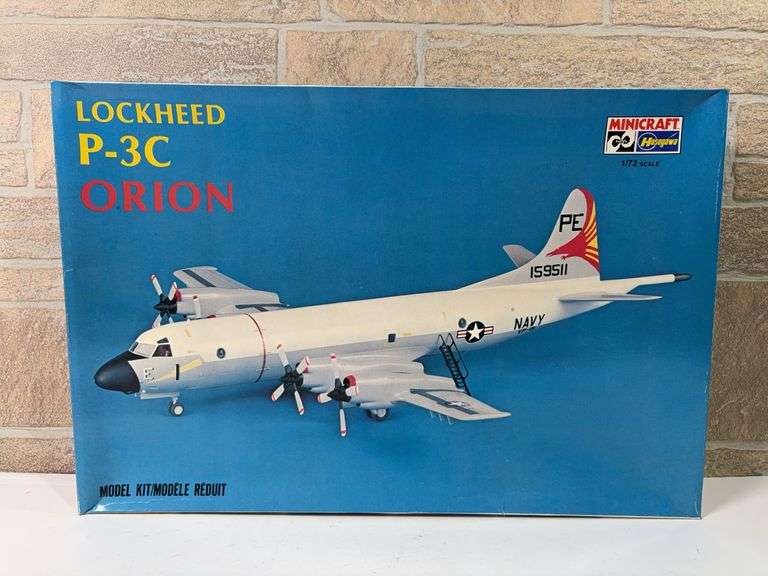 LOCKHEED
P-3C
ORION
MINICRAFT
Hasegawa
1/72 SCALE
PE
159511
NAVY
MODEL KIT/MODÈLE RÉDUIT